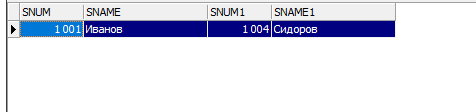 SNUM SNAME SNUM1 SNAME1
1 001 Иванов 1 004 Сидоров